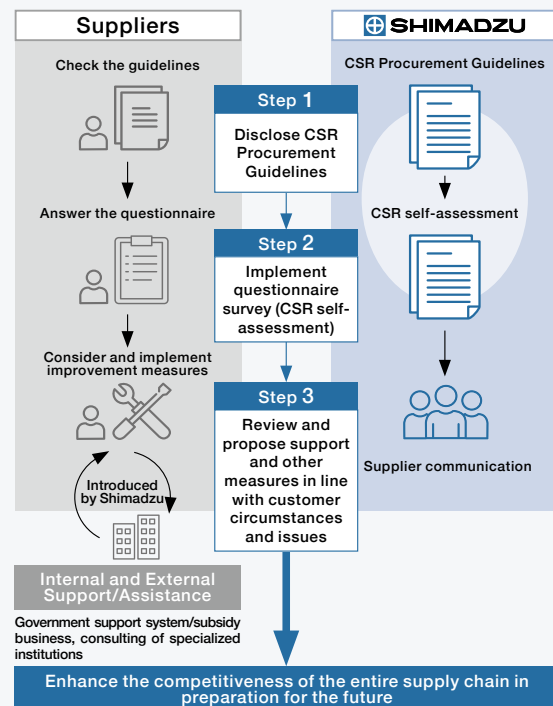 Suppliers
Check the guidelines
Answer the questionnaire
Consider and implement
improvement measures
Introduced
by Shimadzu
Internal and External
Support/Assistance
Government support system/subsidy
business, consulting of specialized
institutions
Step 1
Disclose CSR
Procurement
Guidelines
Step 2
Implement
questionnaire
survey (CSR self-
assessment)
Step 3
Review and
propose support
and other
measures in line
with customer
circumstances
and issues
SHIMADZU
CSR Procurement Guidelines
CSR self-assessment
Supplier communication
Enhance the competitiveness of the entire supply chain in
preparation for the future